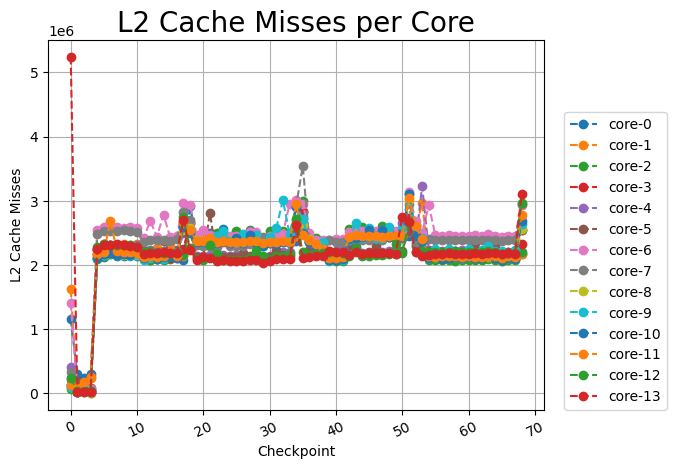 L2 Cache Misses per Core
1e6
5
4
3
2
1
0
L2 Cache Misses
0
10
20
30
40
50
60
70
Checkpoint
core-0
core-1
core-2
core-3
core-4
core-5
core-6
core-7
core-8
core-9
core-10
core-11
core-12
core-13